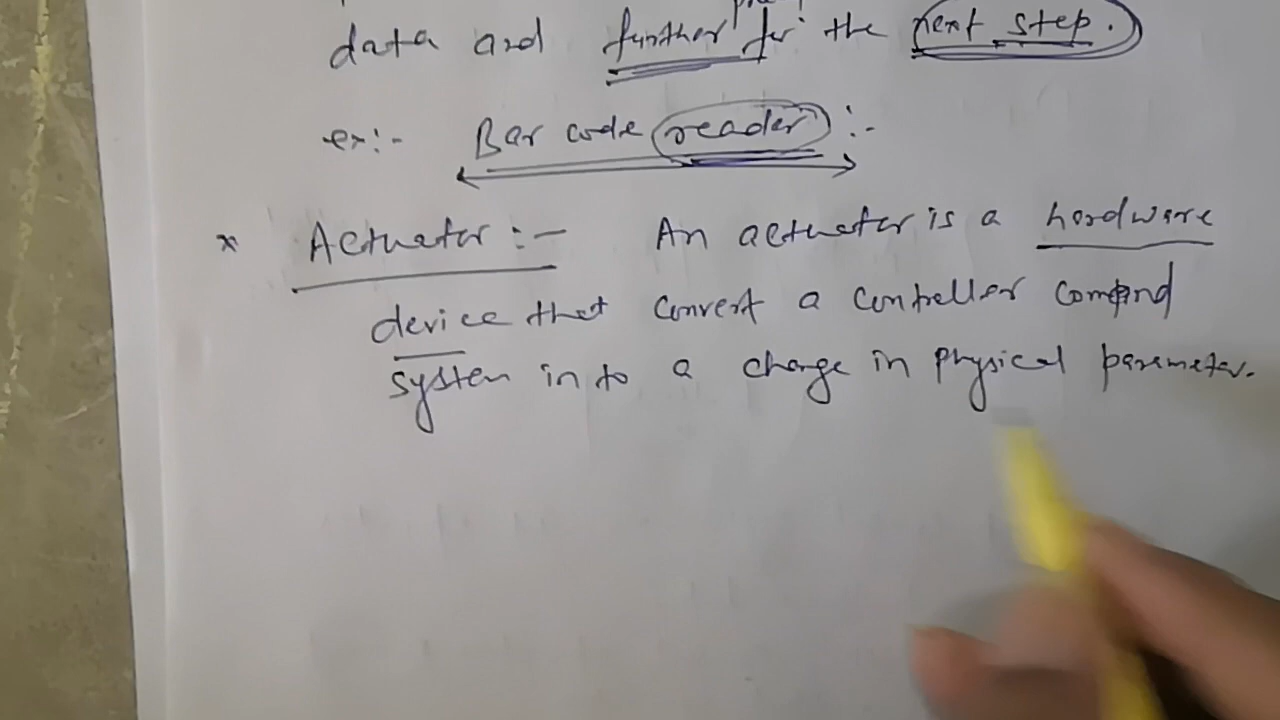 data and further for the next step.
ex:- Bar code reader :-
* Actuator :- An actuator is a hardware
device that convert a controller command
system in to a change in physical parameter.